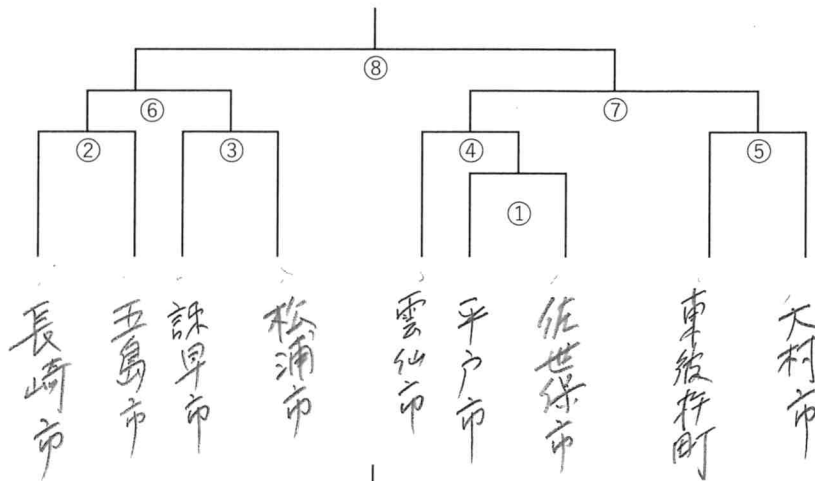 ⑧
⑥
⑦
②
③
④
⑤
①
長崎市
五島市
諫早市
松浦市
雲仙市
平戸市
佐世保市
東彼杵町
大村市